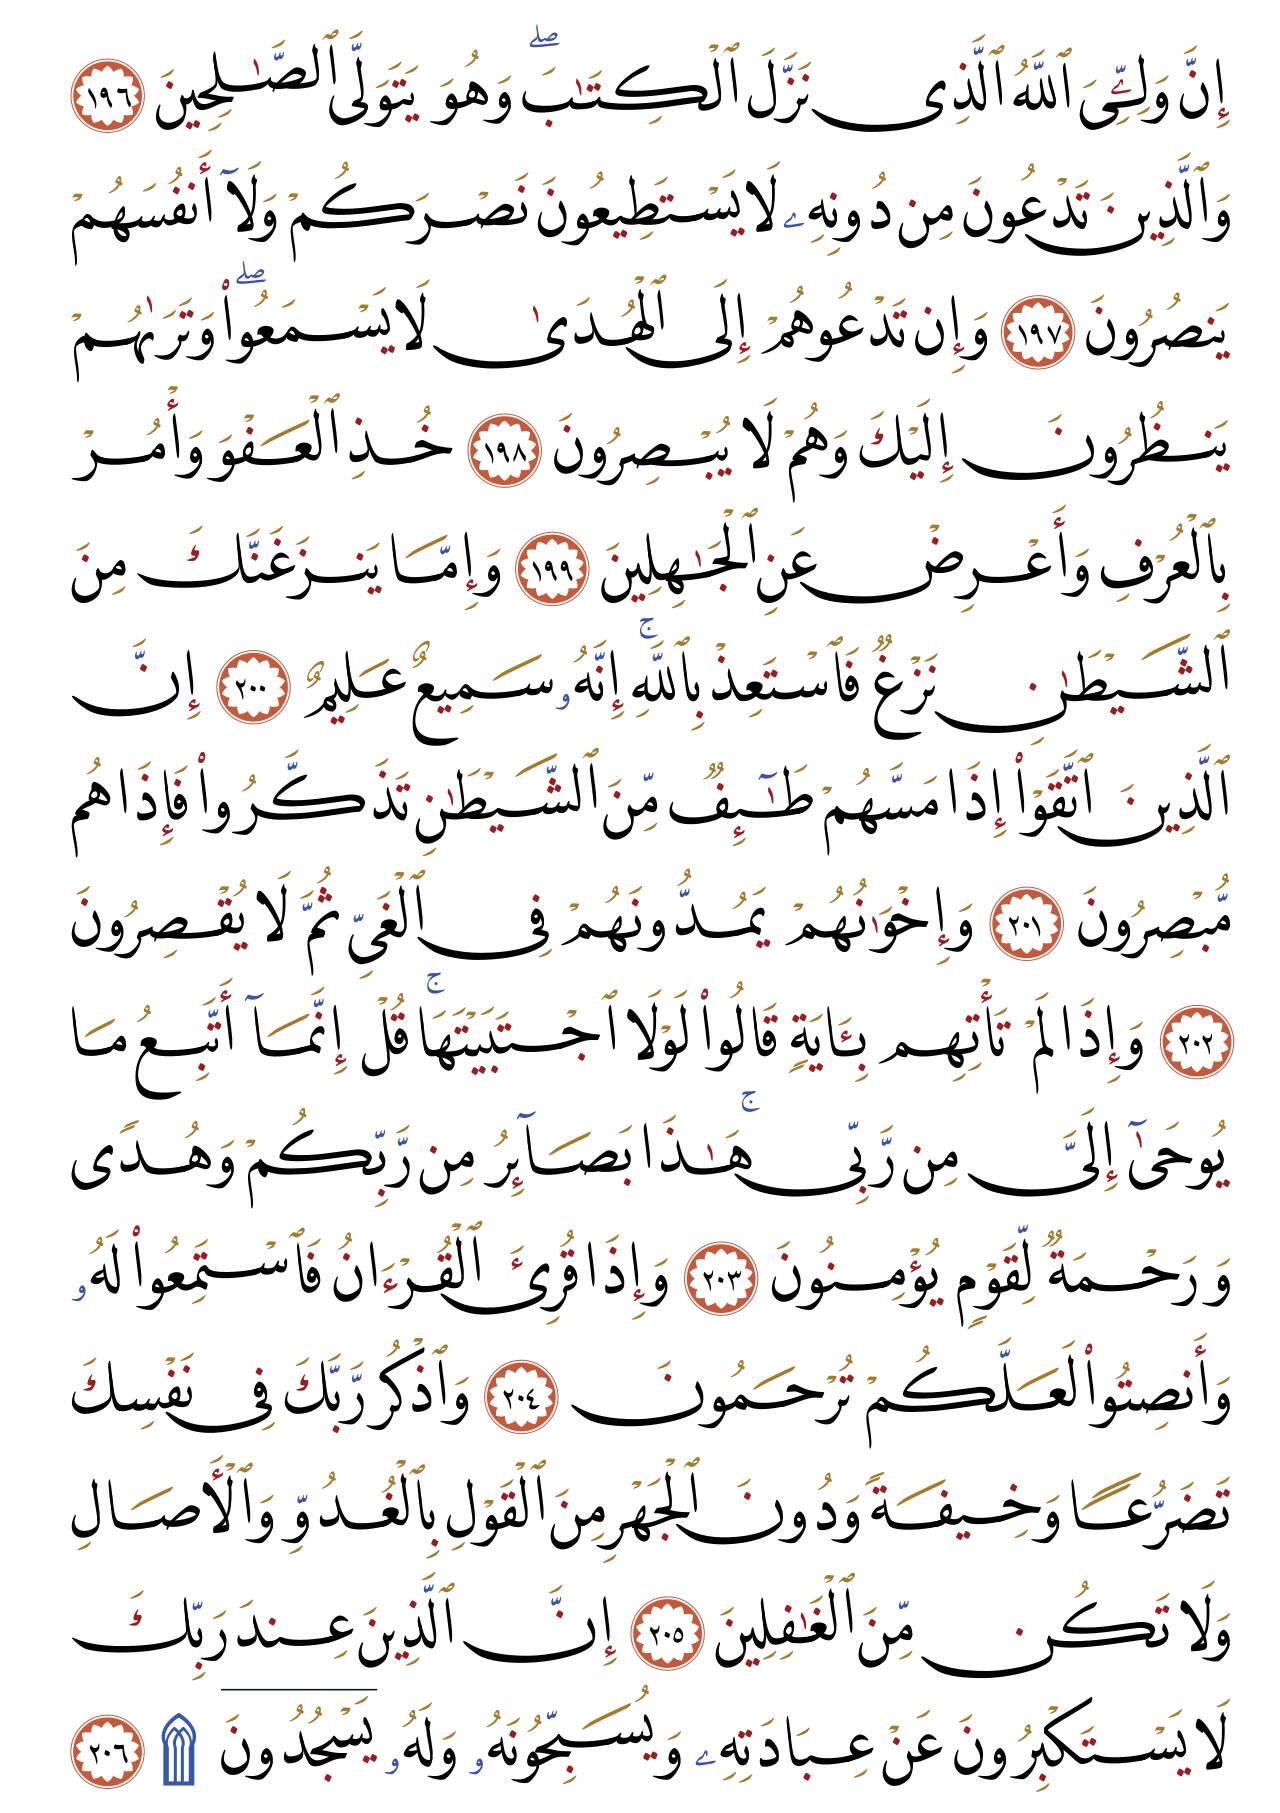 إِنَّ وَلِـِّۧىَ ٱللَّهُ ٱلَّذِى نَزَّلَ ٱلْكِتَـٰبَ ۖ وَهُوَ يَتَوَلَّى ٱلصَّـٰلِحِينَ ١٩٦
وَٱلَّذِينَ تَدْعُونَ مِن دُونِهِۦ لَا يَسْتَطِيعُونَ نَصْرَكُمْ وَلَآ أَنفُسَهُمْ
يَنصُرُونَ ١٩٧ وَإِن تَدْعُوهُمْ إِلَى ٱلْهُدَىٰ لَا يَسْمَعُوا۟ ۖ وَتَرَىٰهُمْ
يَنظُرُونَ إِلَيْكَ وَهُمْ لَا يُبْصِرُونَ ١٩٨ خُذِ ٱلْعَفْوَ وَأْمُرْ
بِٱلْعُرْفِ وَأَعْرِضْ عَنِ ٱلْجَـٰهِلِينَ ١٩٩ وَإِمَّا يَنزَغَنَّكَ مِنَ
ٱلشَّيْطَـٰنِ نَزْغٌ فَٱسْتَعِذْ بِٱللَّهِ ۚ إِنَّهُۥ سَمِيعٌ عَلِيمٌ ٢٠٠ إِنَّ
ٱلَّذِينَ ٱتَّقَوْا۟ إِذَا مَسَّهُمْ طَـٰٓئِفٌ مِّنَ ٱلشَّيْطَـٰنِ تَذَكَّرُوا۟ فَإِذَا هُم
مُّبْصِرُونَ ٢٠١ وَإِخْوَٰنُهُمْ يَمُدُّونَهُمْ فِى ٱلْغَىِّ ثُمَّ لَا يُقْصِرُونَ
٢٠٢ وَإِذَا لَمْ تَأْتِهِم بِـَٔايَةٍ قَالُوا۟ لَوْلَا ٱجْتَبَيْتَهَا ۚ قُلْ إِنَّمَآ أَتَّبِعُ مَا
يُوحَىٰٓ إِلَىَّ مِن رَّبِّى ۚ هَـٰذَا بَصَآئِرُ مِن رَّبِّكُمْ وَهُدًى
وَرَحْمَةٌ لِّقَوْمٍ يُؤْمِنُونَ ٢٠٣ وَإِذَا قُرِئَ ٱلْقُرْءَانُ فَٱسْتَمِعُوا۟ لَهُۥ
وَأَنصِتُوا۟ لَعَلَّكُمْ تُرْحَمُونَ ٢٠٤ وَٱذْكُر رَّبَّكَ فِى نَفْسِكَ
تَضَرُّعًا وَخِيفَةً وَدُونَ ٱلْجَهْرِ مِنَ ٱلْقَوْلِ بِٱلْغُدُوِّ وَٱلْـَٔاصَالِ
وَلَا تَكُن مِّنَ ٱلْغَـٰفِلِينَ ٢٠٥ إِنَّ ٱلَّذِينَ عِندَ رَبِّكَ
لَا يَسْتَكْبِرُونَ عَنْ عِبَادَتِهِۦ وَيُسَبِّحُونَهُۥ وَلَهُۥ يَسْجُدُونَ ۩ ٢٠٦